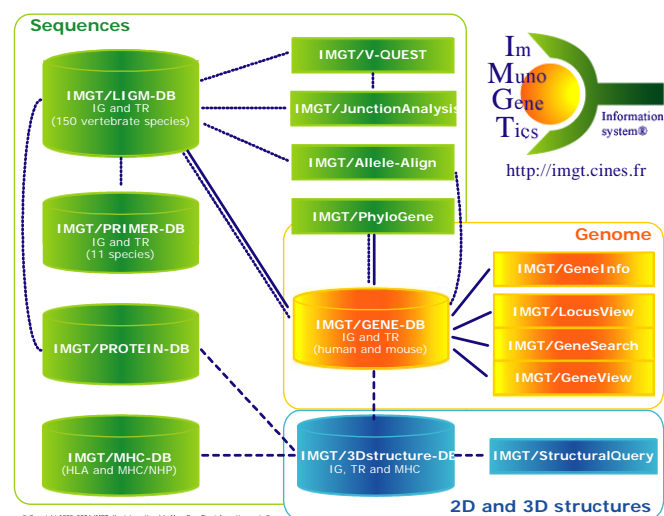 Sequences
IMGT/LIGM-DB
IG and TR
(150 vertebrate species)
IMGT/PRIMER-DB
IG and TR
(11 species)
IMGT/PROTEIN-DB
IMGT/MHC-DB
(HLA and MHC/NHP)
IMGT/V-QUEST
IMGT/JunctionAnalysis
IMGT/Allele-Align
IMGT/PhyloGene
Im
Muno
Gene
Tics
Information
system®
http://imgt.cines.fr
Genome
IMGT/GENE-DB
IG and TR
(human and mouse)
IMGT/GeneInfo
IMGT/LocusView
IMGT/GeneSearch
IMGT/GeneView
IMGT/3Dstructure-DB
IG, TR and MHC
IMGT/StructuralQuery
2D and 3D structures